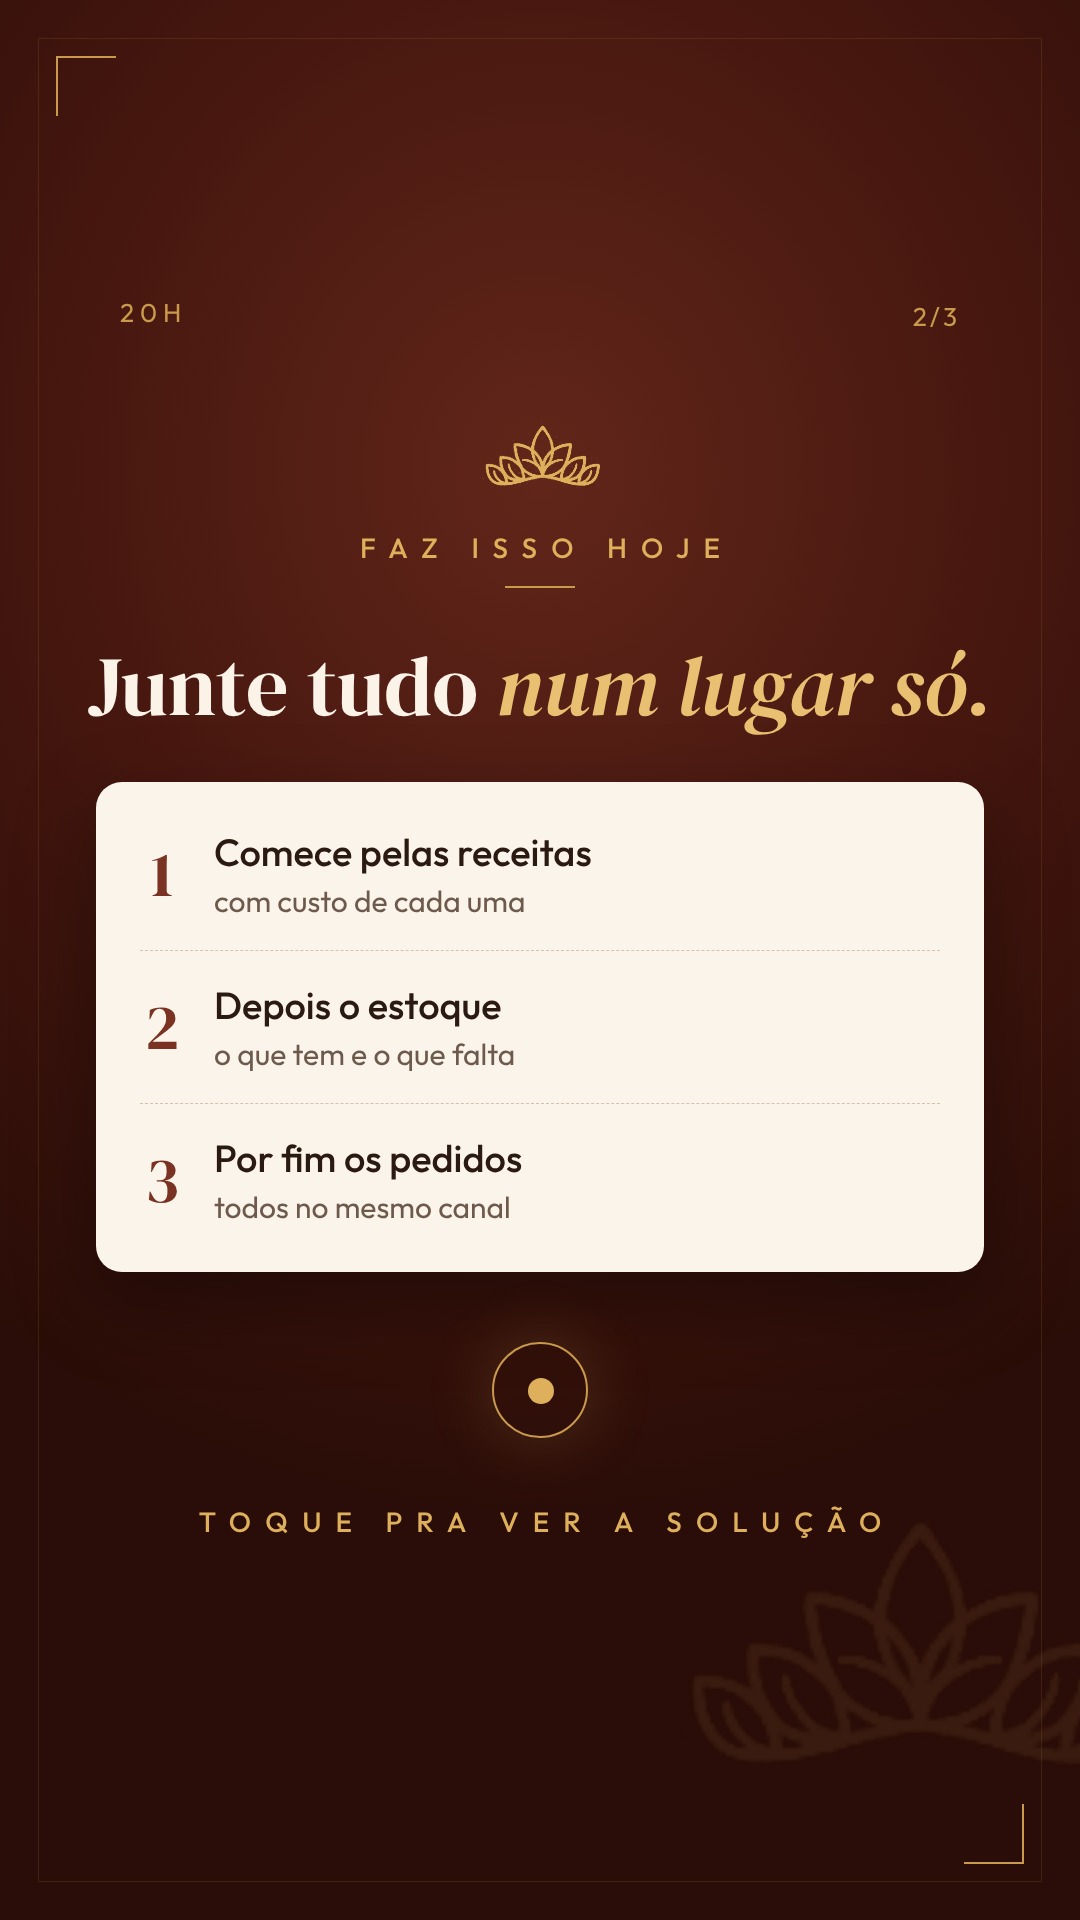 20H
2/3
FAZ ISSO HOJE
Junte tudo num lugar só.
1
Comece pelas receitas
com custo de cada uma
2
Depois o estoque
o que tem e o que falta
3
Por fim os pedidos
todos no mesmo canal
TOQUE PRA VER A SOLUÇÃO